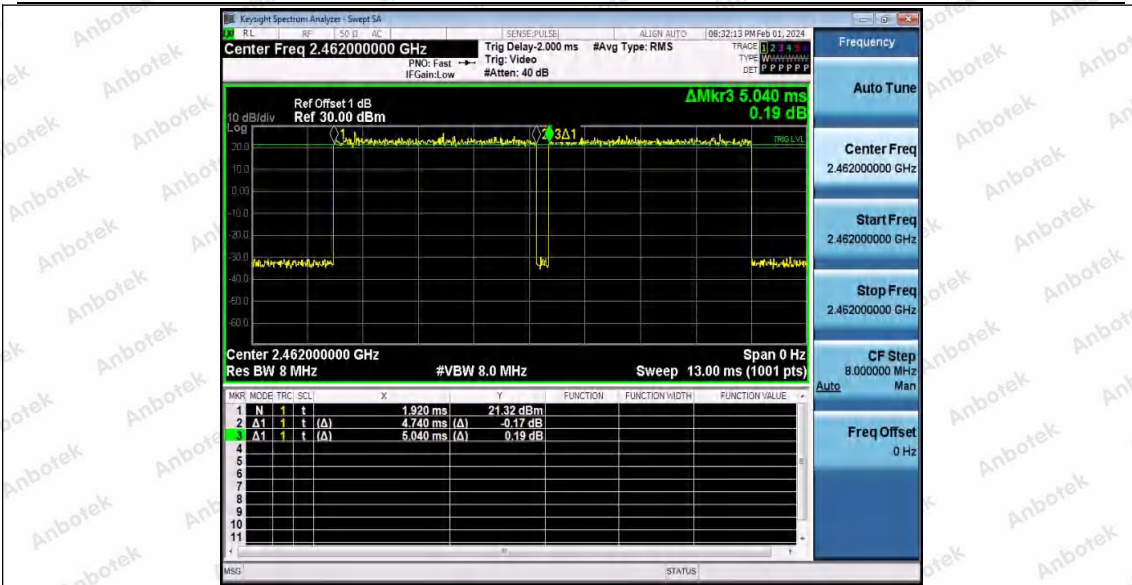 Keysight Spectrum Analyzer - Swept SA
RL RF 50 Ω AC SENSE:PULSE ALIGN AUTO 08:32:13 PM Feb 01, 2024
Center Freq 2.462000000 GHz
PNO: Fast
IFGain:Low
Trig Delay-2.000 ms
Trig: Video
#Atten: 40 dB
#Avg Type: RMS
TRACE 1 2 3 4 5 6
TYPE WWWWWW
DET P P P P P P
ΔMkr3 5.040 ms
0.19 dB
Ref Offset 1 dB
10 dB/div Ref 30.00 dBm
Log
1 2 3Δ1
TRIG LVL
20.0
10.0
0.00
-10.0
-20.0
-30.0
-40.0
-50.0
-60.0
Center 2.462000000 GHz Span 0 Hz
Res BW 8 MHz #VBW 8.0 MHz Sweep 13.00 ms (1001 pts)
MKR MODE TRC SCL X Y FUNCTION FUNCTION WIDTH FUNCTION VALUE
1 N 1 t 1.920 ms 21.32 dBm
2 Δ1 1 t (Δ) 4.740 ms (Δ) -0.17 dB
3 Δ1 1 t (Δ) 5.040 ms (Δ) 0.19 dB
4
5
6
7
8
9
10
11
MSG STATUS
Frequency
Auto Tune
Center Freq
2.462000000 GHz
Start Freq
2.462000000 GHz
Stop Freq
2.462000000 GHz
CF Step
8.000000 MHz
Auto Man
Freq Offset
0 Hz
Anbotek